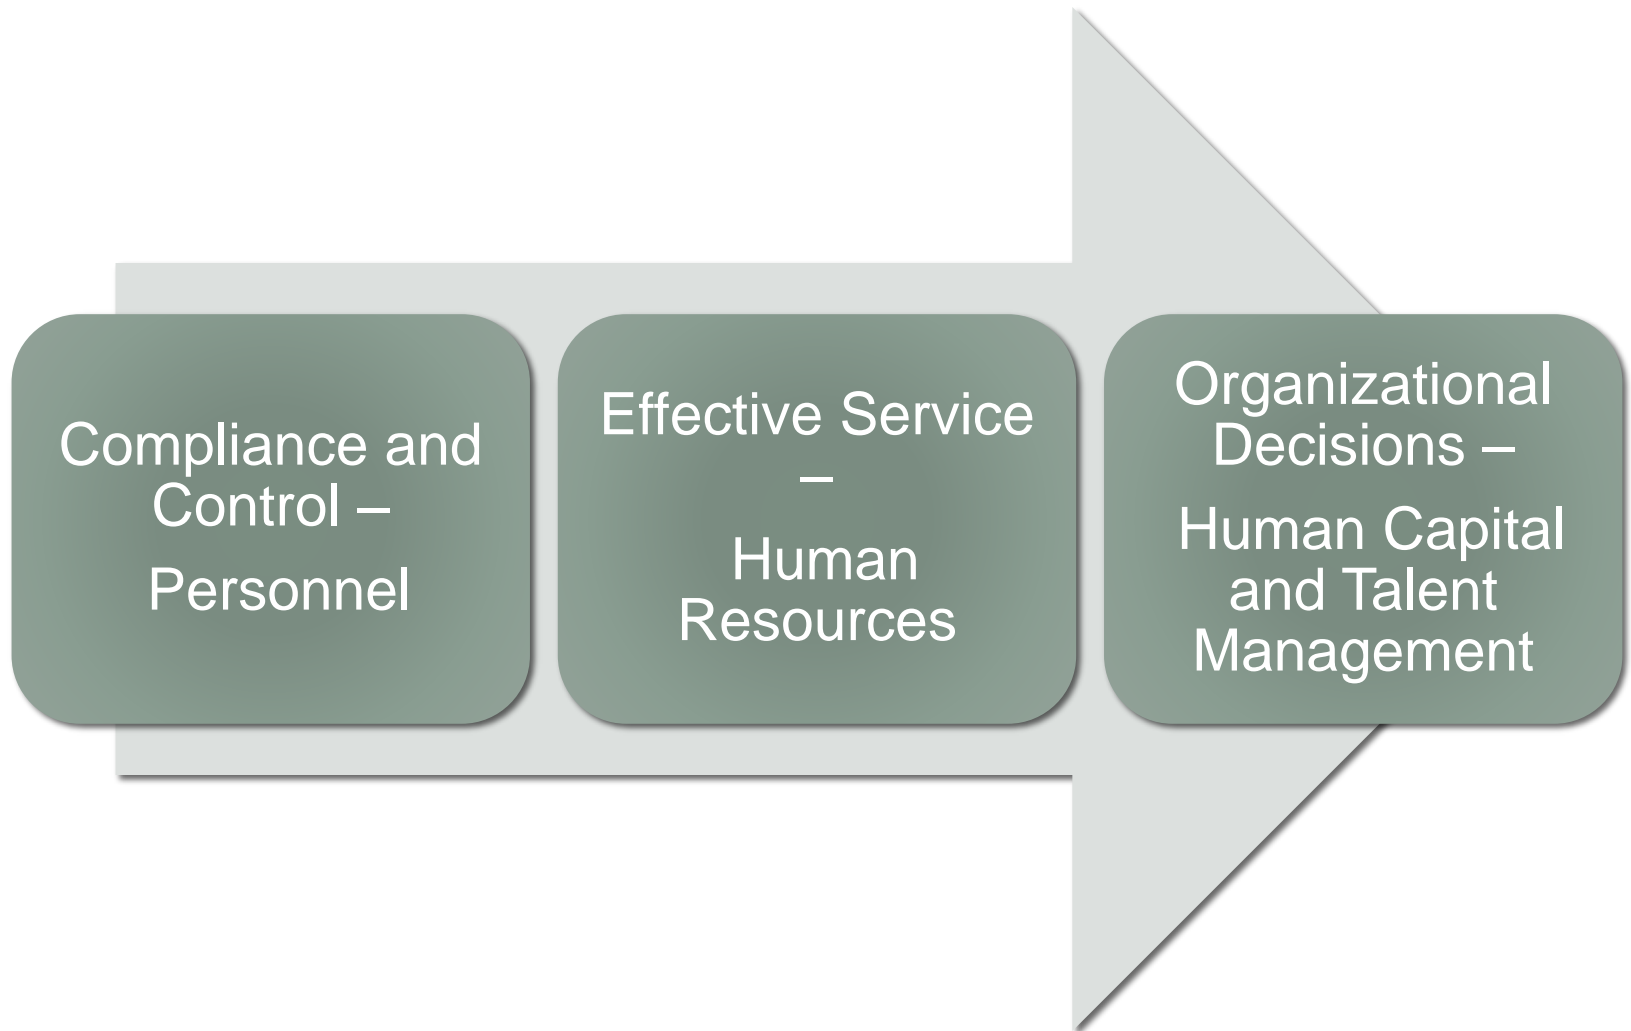 Compliance and
Control –
Personnel
Effective Service
–
Human
Resources
Organizational
Decisions –
Human Capital
and Talent
Management